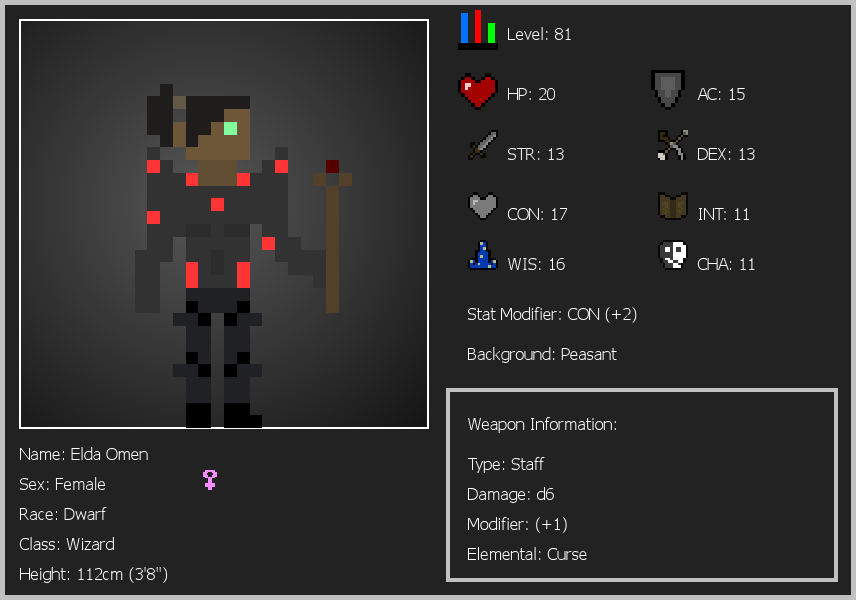 Level: 81
HP: 20
AC: 15
STR: 13
DEX: 13
CON: 17
INT: 11
WIS: 16
CHA: 11
Stat Modifier: CON (+2)
Background: Peasant
Weapon Information:
Type: Staff
Damage: d6
Modifier: (+1)
Elemental: Curse
Name: Elda Omen
Sex: Female
Race: Dwarf
Class: Wizard
Height: 112cm (3'8")